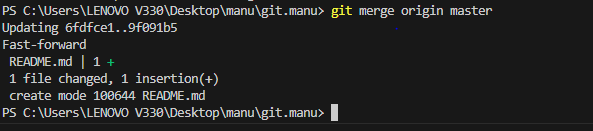 PS C:\Users\LENOVO V330\Desktop\manu\git.manu> git merge origin master
Updating 6fdfce1..9f091b5
Fast-forward
 README.md | 1 +
 1 file changed, 1 insertion(+)
 create mode 100644 README.md
PS C:\Users\LENOVO V330\Desktop\manu\git.manu>